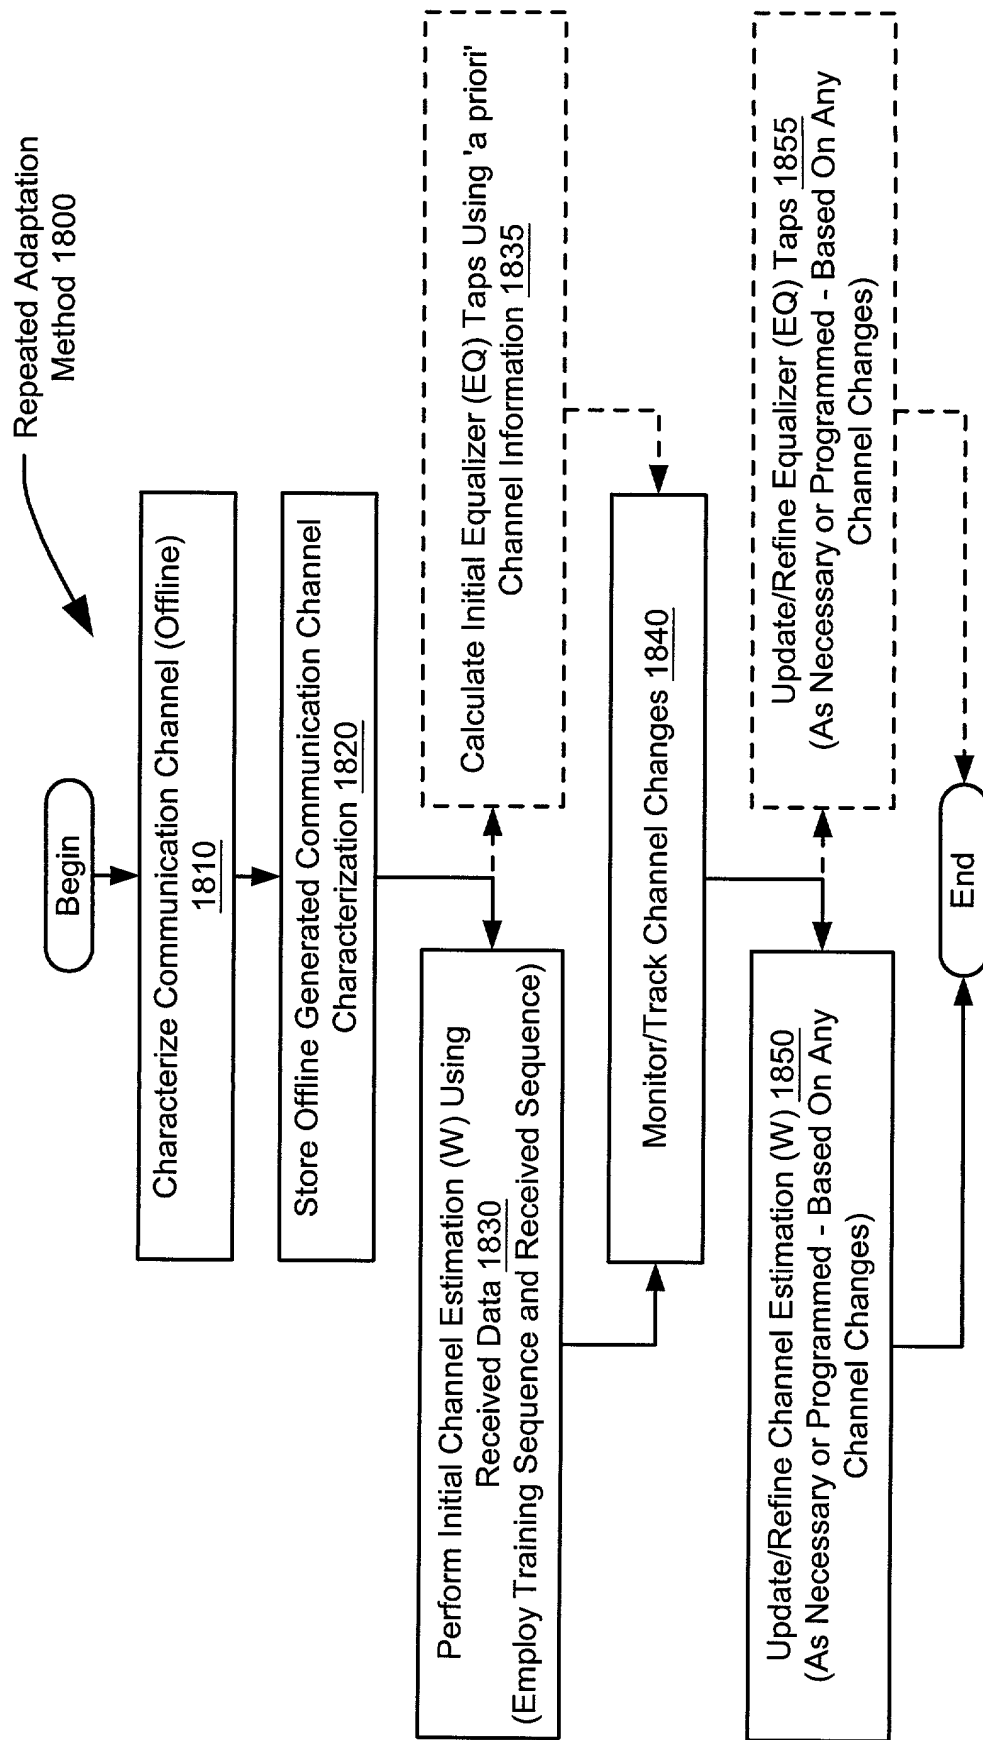 Repeated Adaptation
Method 1800
Begin
Characterize Communication Channel (Offline)
1810
Store Offline Generated Communication Channel
Characterization 1820
Perform Initial Channel Estimation (W) Using
Received Data 1830
(Employ Training Sequence and Received Sequence)
Calculate Initial Equalizer (EQ) Taps Using 'a priori'
Channel Information 1835
Monitor/Track Channel Changes 1840
Update/Refine Channel Estimation (W) 1850
(As Necessary or Programmed - Based On Any
Channel Changes)
Update/Refine Equalizer (EQ) Taps 1855
(As Necessary or Programmed - Based On Any
Channel Changes)
End